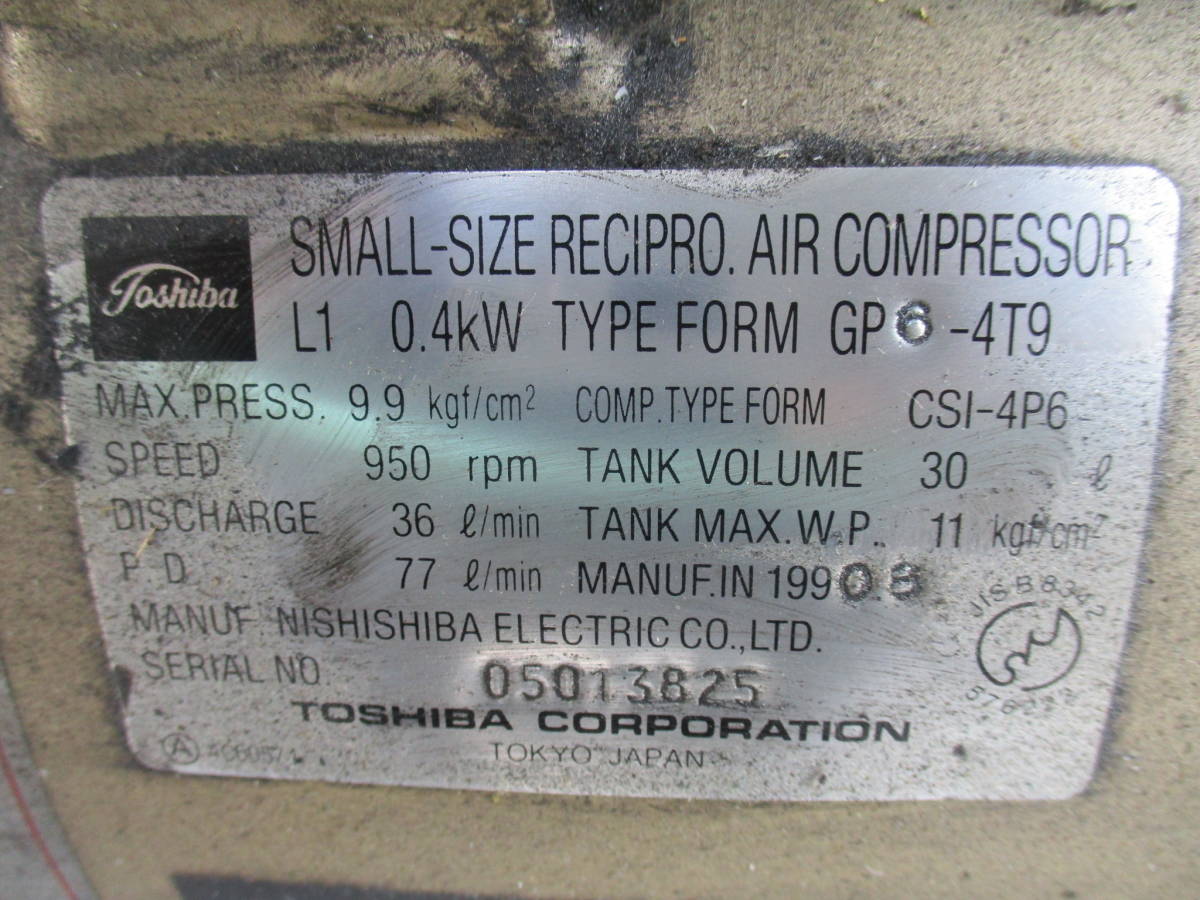 Toshiba
SMALL-SIZE RECIPRO. AIR COMPRESSOR
L1 0.4kW TYPE FORM GP6-4T9
MAX.PRESS. 9.9 kgf/cm² COMP.TYPE FORM CSI-4P6
SPEED 950 rpm TANK VOLUME 30 ℓ
DISCHARGE 36 ℓ/min TANK MAX.W.P. 11 kgf/cm²
P D 77 ℓ/min MANUF.IN 1990.8
JIS B 8342
MANUF NISHISHIBA ELECTRIC CO.,LTD.
SERIAL NO. 05013825
TOSHIBA CORPORATION
TOKYO JAPAN
A